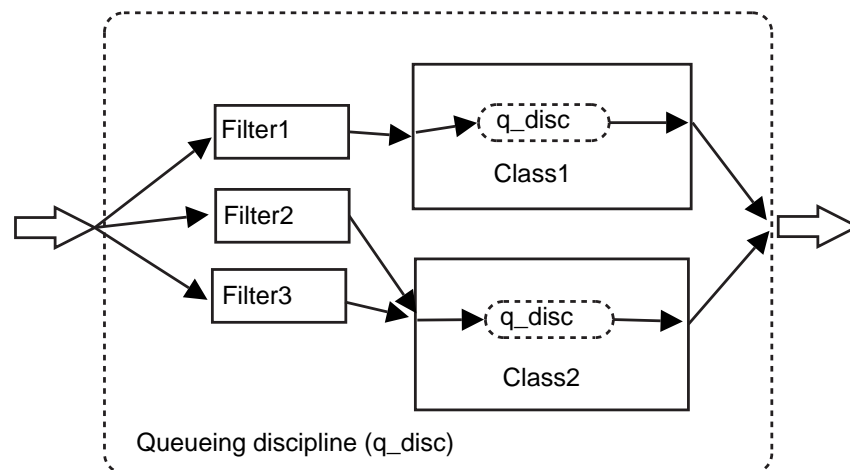 Filter1
q_disc
Class1
Filter2
Filter3
q_disc
Class2
Queueing discipline (q_disc)